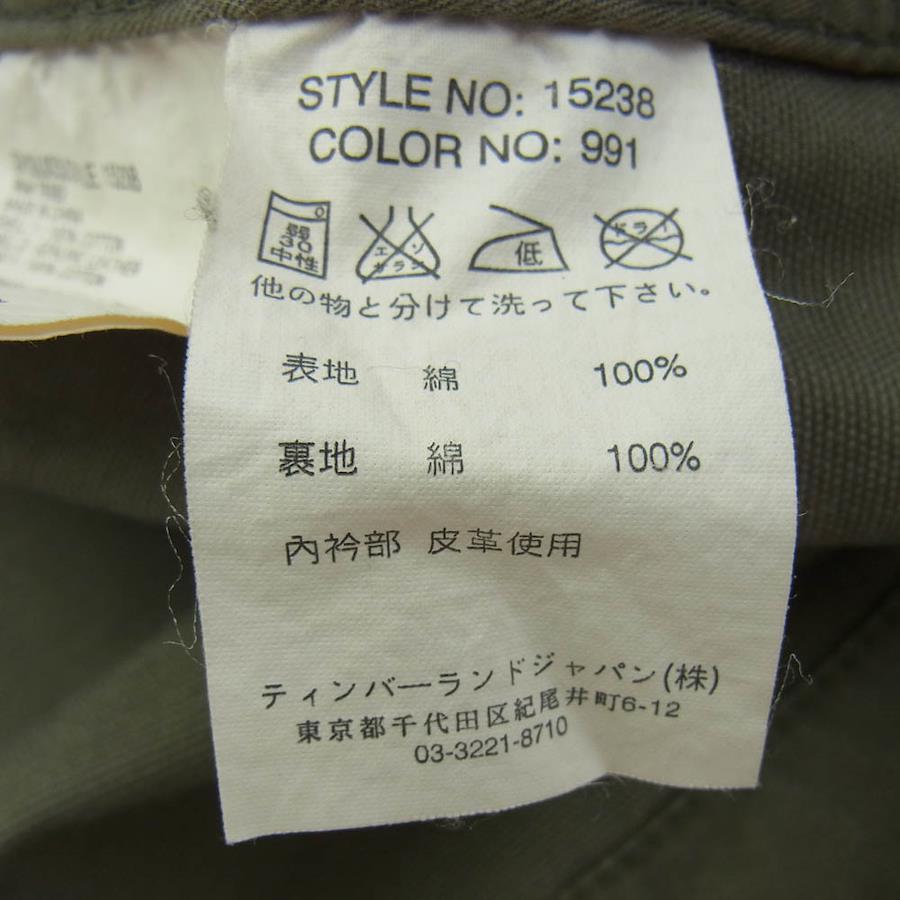 STYLE NO: 15238
COLOR NO: 991
弱
30
中性
エンソ
サラシ
低
ドライ
他の物と分けて洗って下さい。
表地 綿 100%
裏地 綿 100%
内衿部 皮革使用
ティンバーランドジャパン(株)
東京都千代田区紀尾井町6-12
03-3221-8710